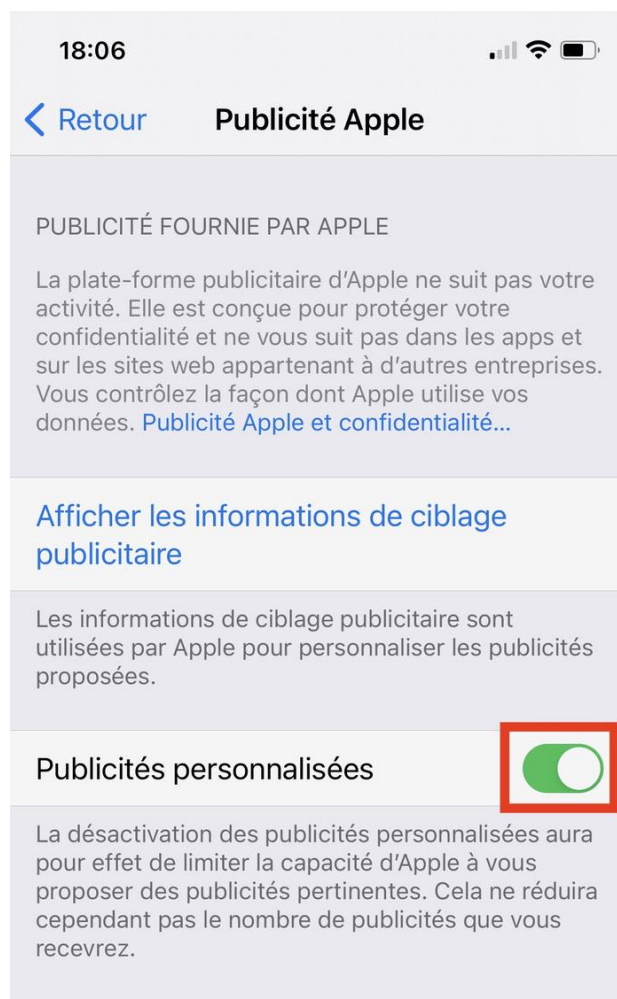 18:06
Retour
Publicité Apple
PUBLICITÉ FOURNIE PAR APPLE
La plate-forme publicitaire d’Apple ne suit pas votre
activité. Elle est conçue pour protéger votre
confidentialité et ne vous suit pas dans les apps et
sur les sites web appartenant à d’autres entreprises.
Vous contrôlez la façon dont Apple utilise vos
données. Publicité Apple et confidentialité...
Afficher les informations de ciblage
publicitaire
Les informations de ciblage publicitaire sont
utilisées par Apple pour personnaliser les publicités
proposées.
Publicités personnalisées
La désactivation des publicités personnalisées aura
pour effet de limiter la capacité d’Apple à vous
proposer des publicités pertinentes. Cela ne réduira
cependant pas le nombre de publicités que vous
recevrez.